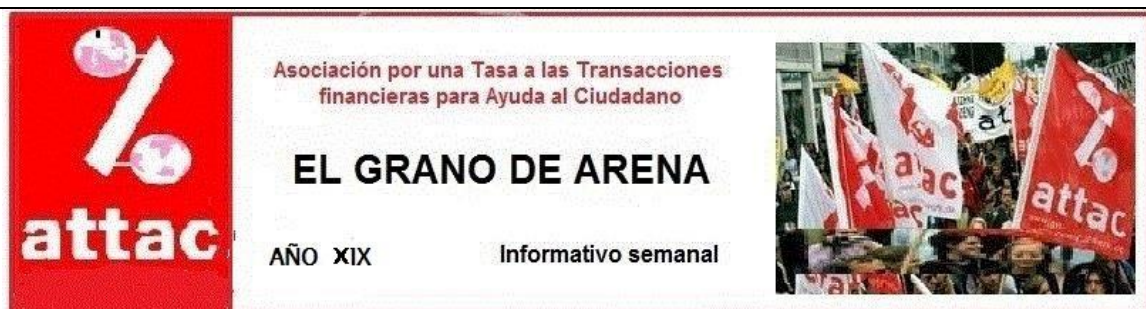 Asociación por una Tasa a las Transacciones
financieras para Ayuda al Ciudadano
EL GRANO DE ARENA
attac
AÑO XIX
Informativo semanal
attac
attac